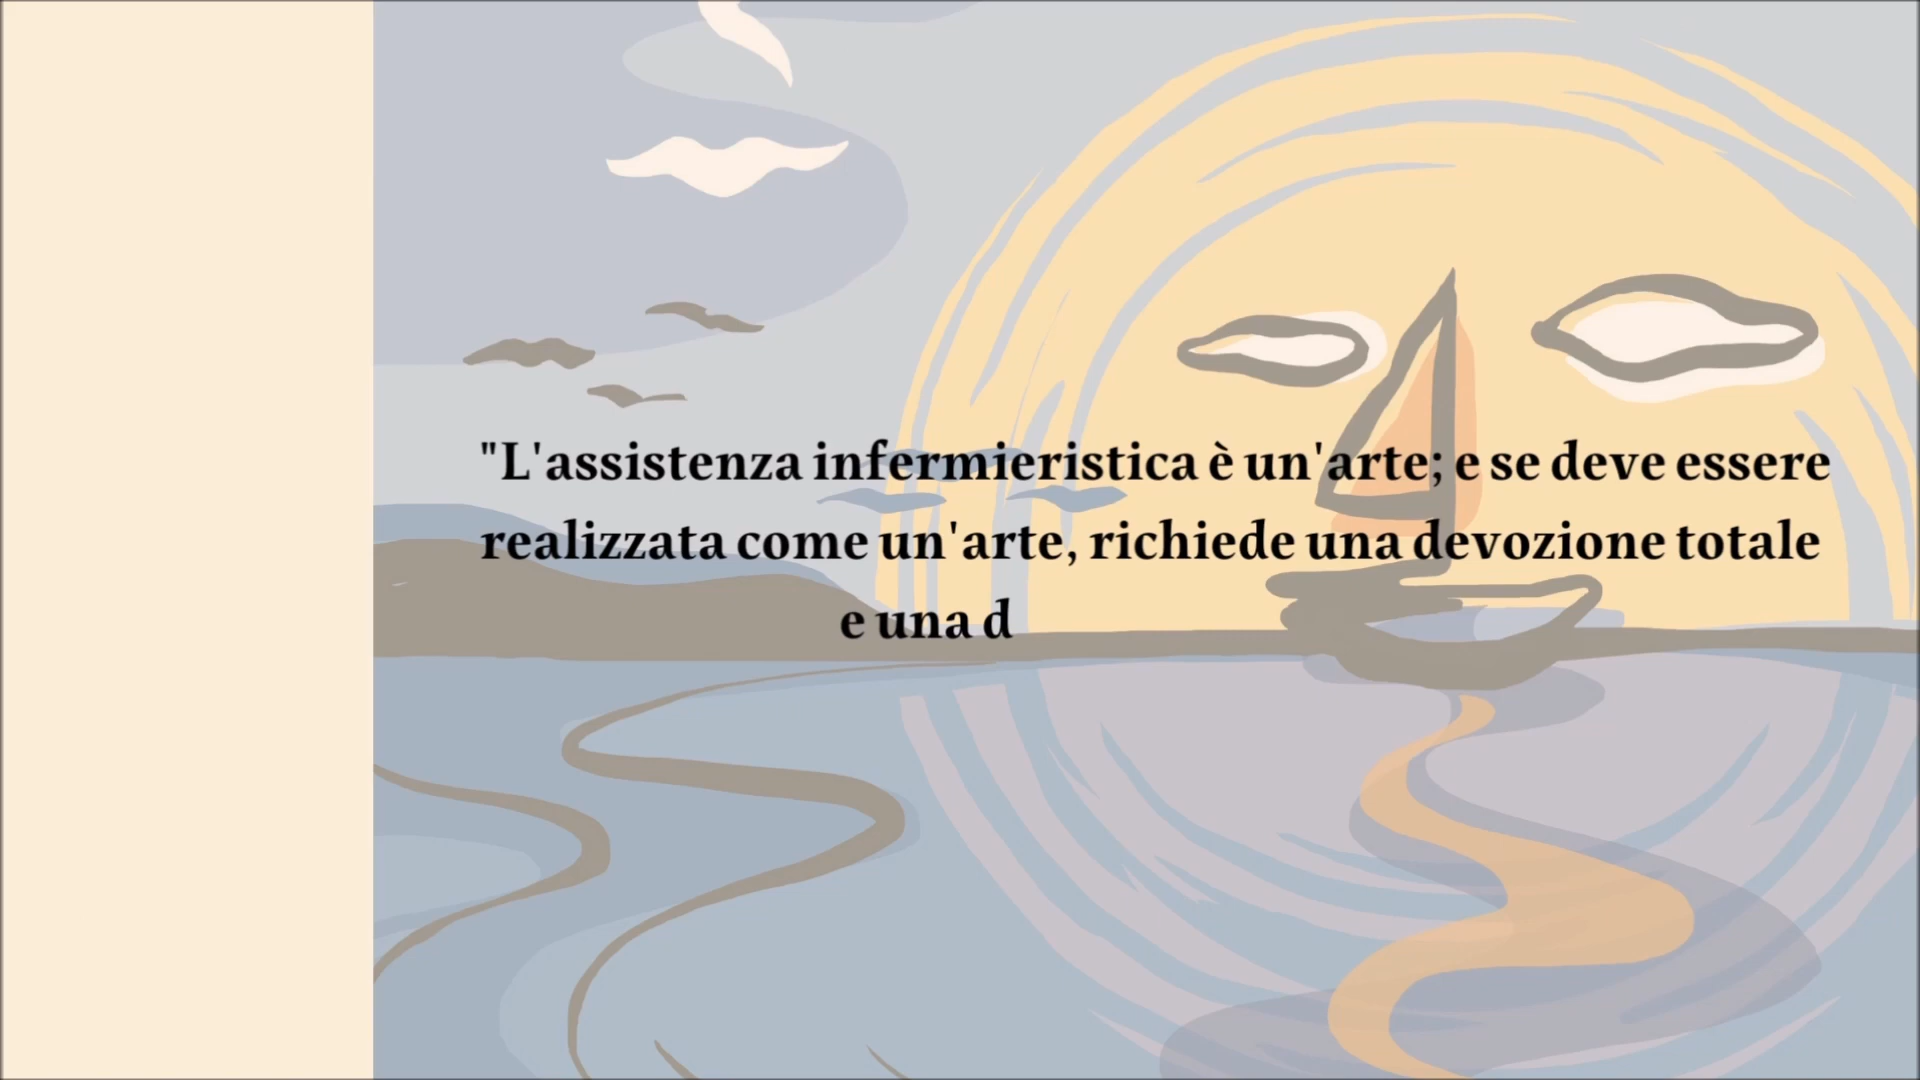 "L'assistenza infermieristica è un'arte; e se deve essere
realizzata come un'arte, richiede una devozione totale
e una d